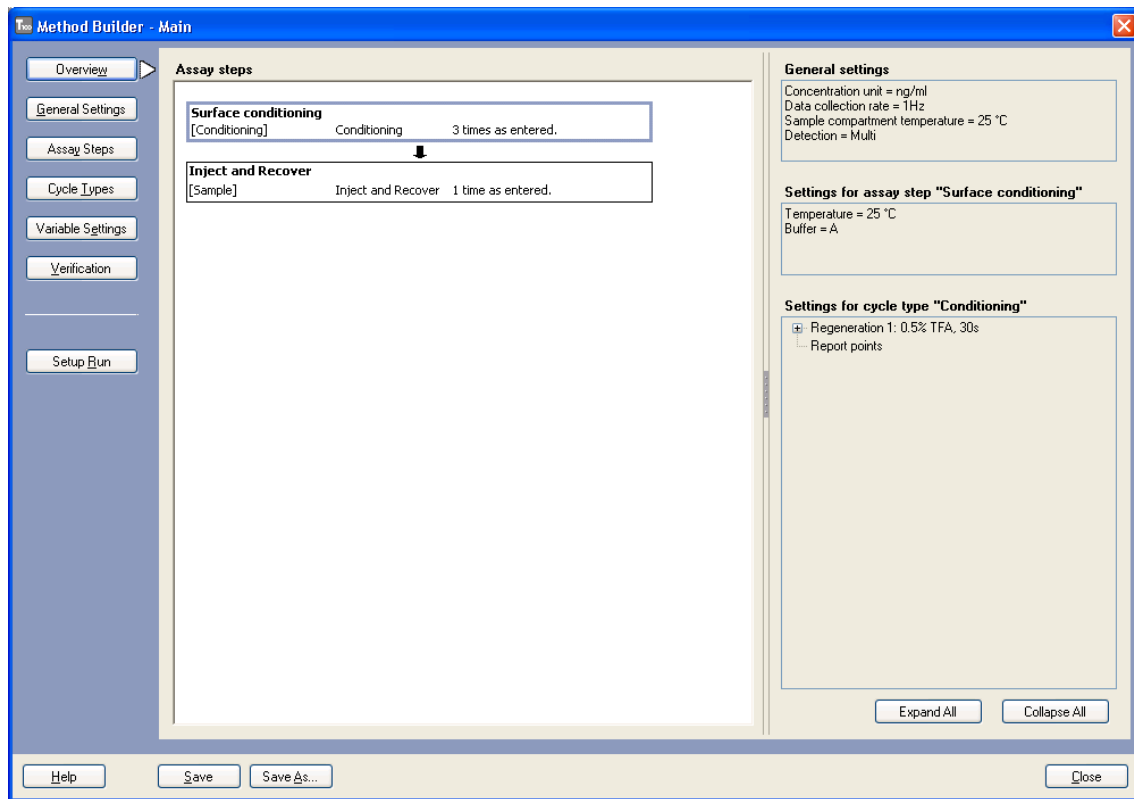 T100 Method Builder - Main
Overview
General Settings
Assay Steps
Cycle Types
Variable Settings
Verification
Setup Run
Assay steps
Surface conditioning
[Conditioning] Conditioning 3 times as entered.
Inject and Recover
[Sample] Inject and Recover 1 time as entered.
General settings
Concentration unit = ng/ml
Data collection rate = 1Hz
Sample compartment temperature = 25 °C
Detection = Multi
Settings for assay step "Surface conditioning"
Temperature = 25 °C
Buffer = A
Settings for cycle type "Conditioning"
Regeneration 1: 0.5% TFA, 30s
Report points
Expand All Collapse All
Help Save Save As... Close